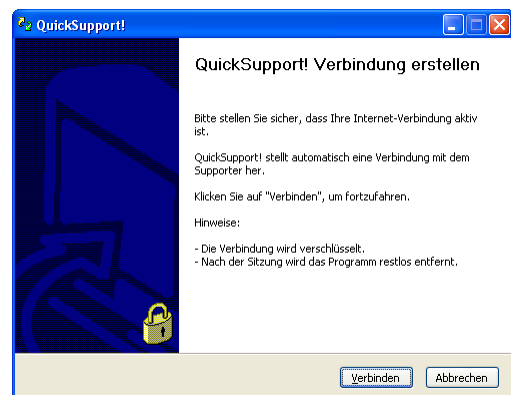 QuickSupport!
QuickSupport! Verbindung erstellen
Bitte stellen Sie sicher, dass Ihre Internet-Verbindung aktiv
ist.
QuickSupport! stellt automatisch eine Verbindung mit dem
Supporter her.
Klicken Sie auf "Verbinden", um fortzufahren.
Hinweise:
- Die Verbindung wird verschlüsselt.
- Nach der Sitzung wird das Programm restlos entfernt.
Verbinden Abbrechen